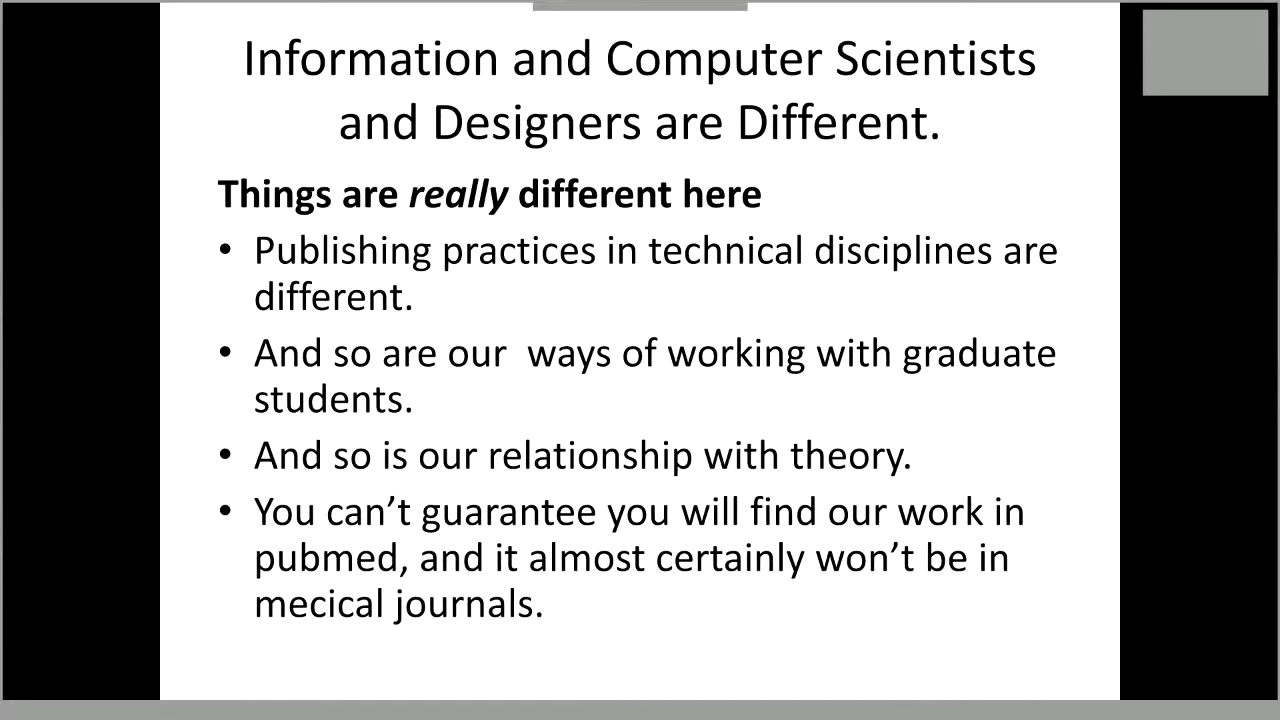 Information and Computer Scientists
and Designers are Different.
Things are really different here
• Publishing practices in technical disciplines are
different.
• And so are our  ways of working with graduate
students.
• And so is our relationship with theory.
• You can’t guarantee you will find our work in
pubmed, and it almost certainly won’t be in
mecical journals.